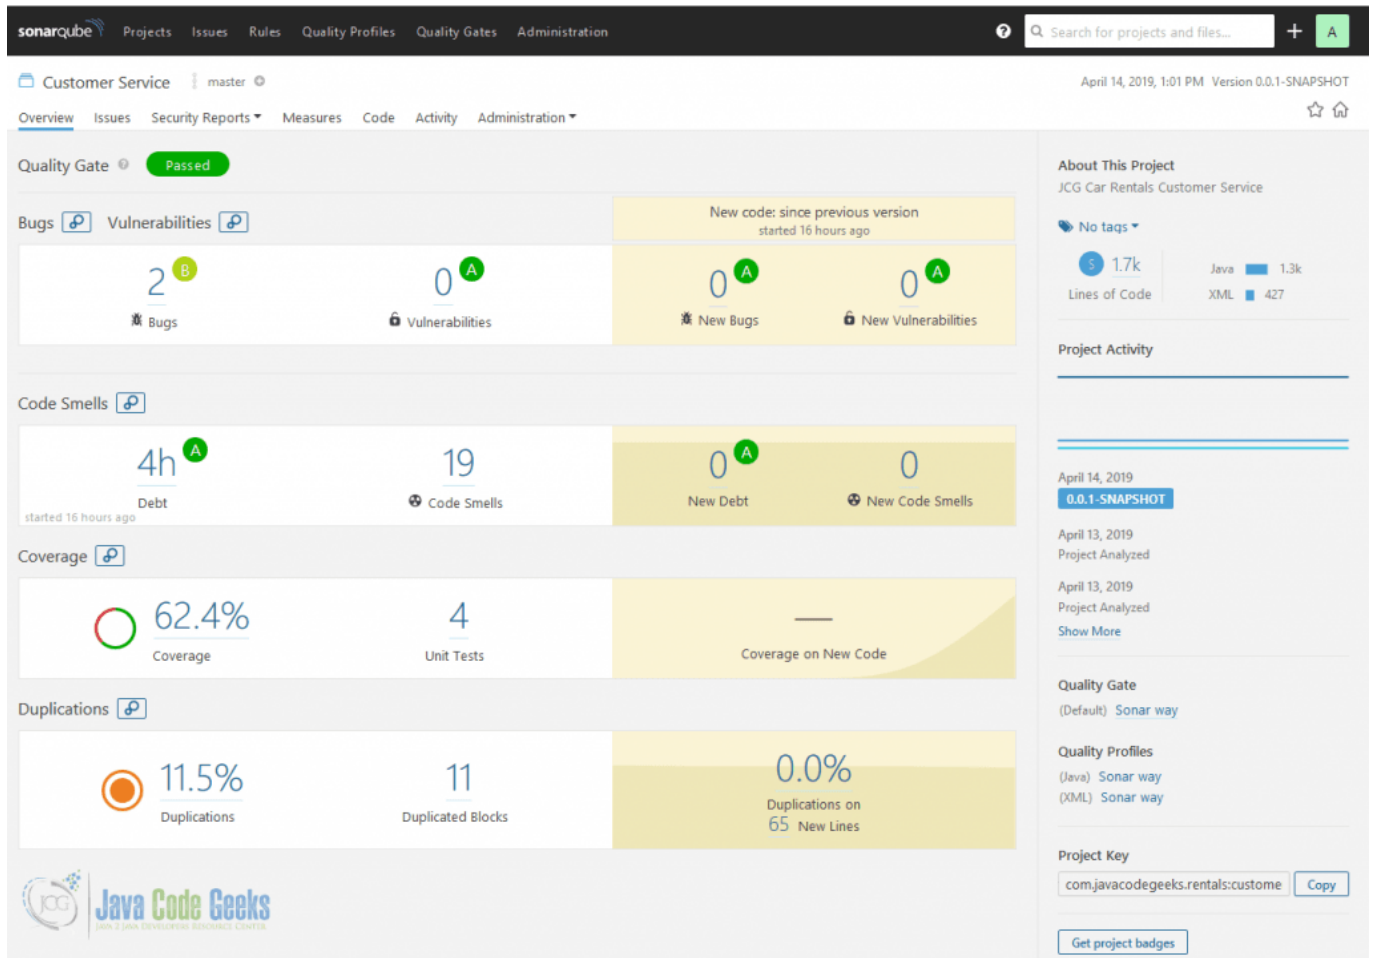 sonarqube Projects Issues Rules Quality Profiles Quality Gates Administration ? Search for projects and files... + A
Customer Service master April 14, 2019, 1:01 PM Version 0.0.1-SNAPSHOT
Overview Issues Security Reports Measures Code Activity Administration
Quality Gate ? Passed
Bugs Vulnerabilities
New code: since previous version
started 16 hours ago
2 B 0 A 0 A 0 A
Bugs Vulnerabilities New Bugs New Vulnerabilities
Code Smells
4h A 19 0 A 0
Debt Code Smells New Debt New Code Smells
started 16 hours ago
Coverage
62.4% 4 —
Coverage Unit Tests Coverage on New Code
Duplications
11.5% 11 0.0%
Duplications Duplicated Blocks Duplications on
65 New Lines
JCG Java Code Geeks
JAVA 2 JAVA DEVELOPERS RESOURCE CENTER
About This Project
JCG Car Rentals Customer Service
No tags
S 1.7k Java 1.3k
Lines of Code XML 427
Project Activity
April 14, 2019
0.0.1-SNAPSHOT
April 13, 2019
Project Analyzed
April 13, 2019
Project Analyzed
Show More
Quality Gate
(Default) Sonar way
Quality Profiles
(Java) Sonar way
(XML) Sonar way
Project Key
com.javacodegeeks.rentals:custome Copy
Get project badges